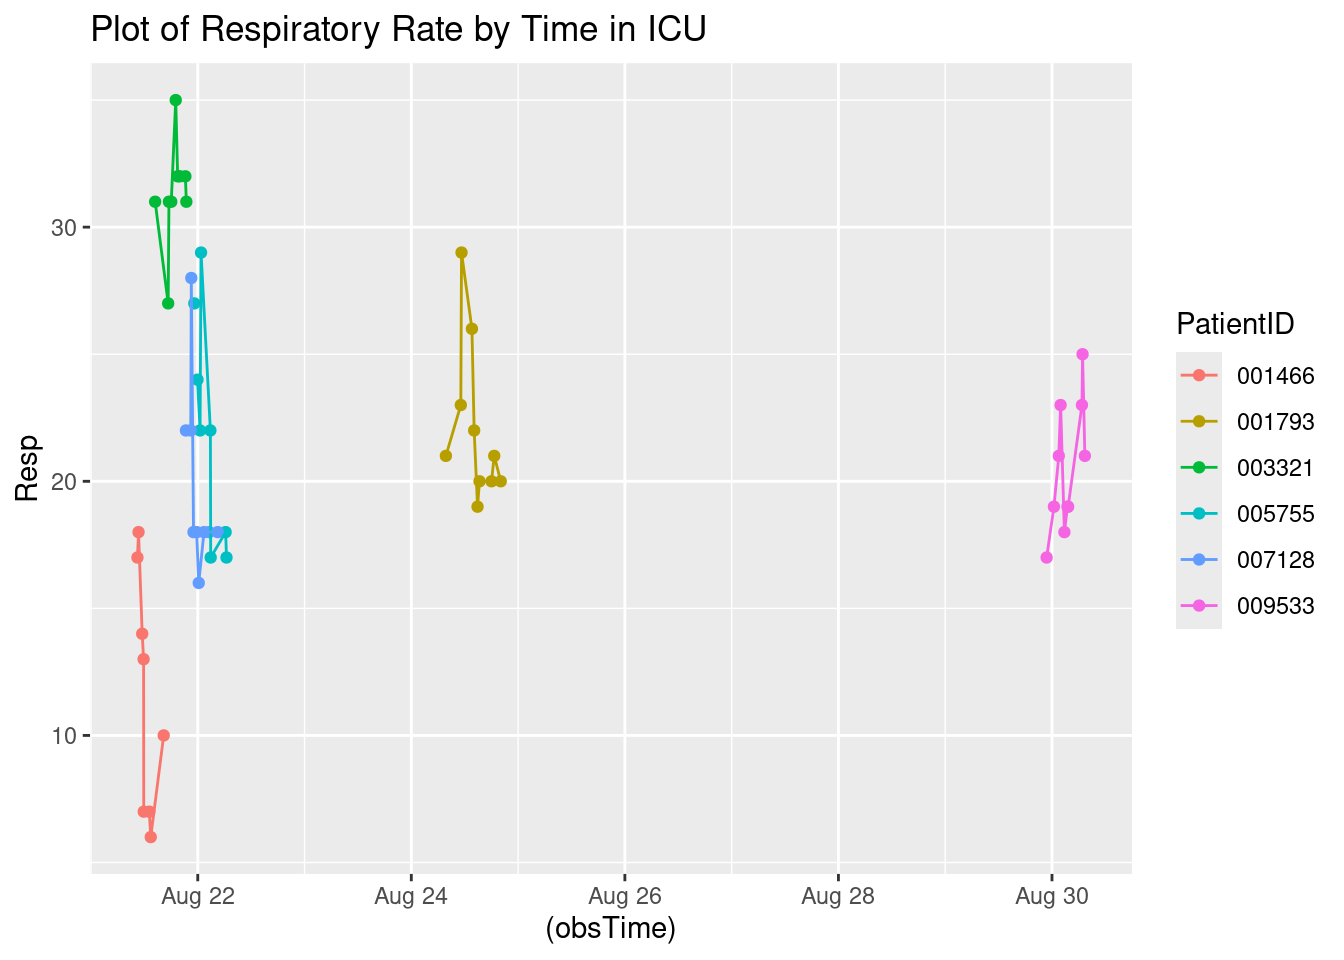 Plot of Respiratory Rate by Time in ICU
Resp
30
20
10
Aug 22
Aug 24
Aug 26
Aug 28
Aug 30
(obsTime)
PatientID
001466
001793
003321
005755
007128
009533